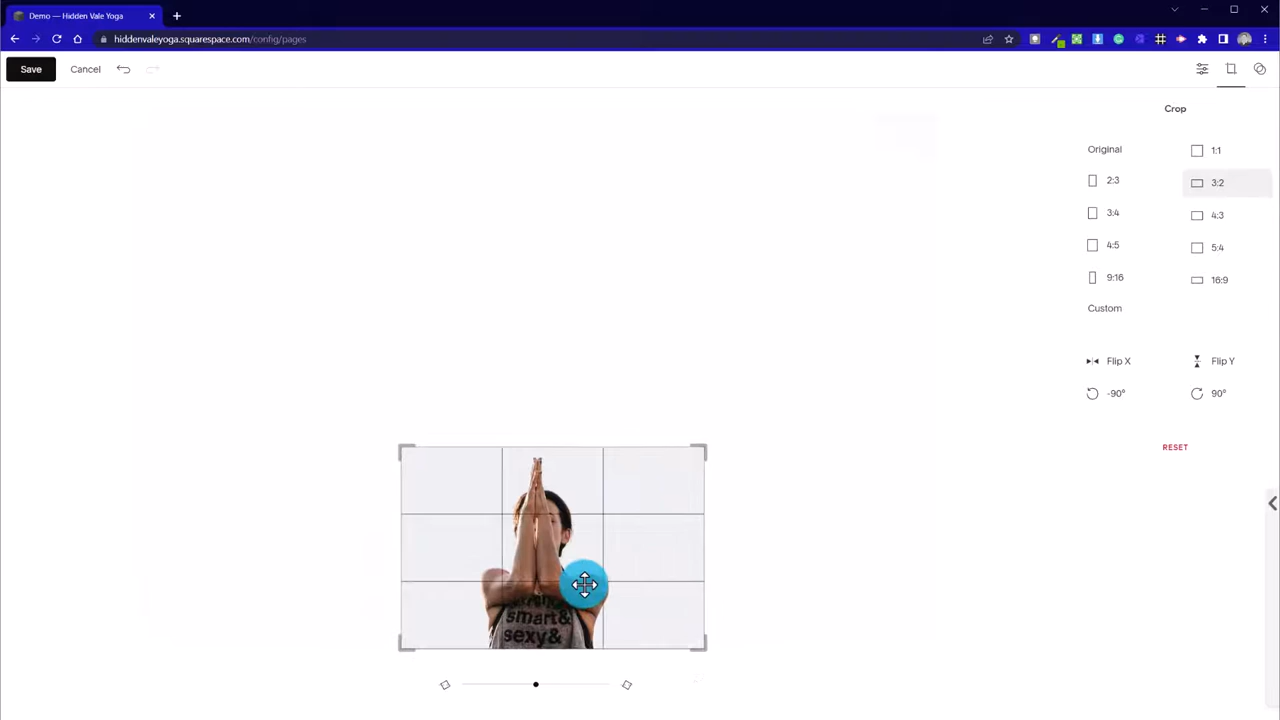 Demo — Hidden Vale Yoga
hiddenvaleyoga.squarespace.com/config/pages
Save
Cancel
Crop
Original
1:1
2:3
3:2
3:4
4:3
4:5
5:4
9:16
16:9
Custom
Flip X
Flip Y
-90°
90°
RESET
smart&
sexy&